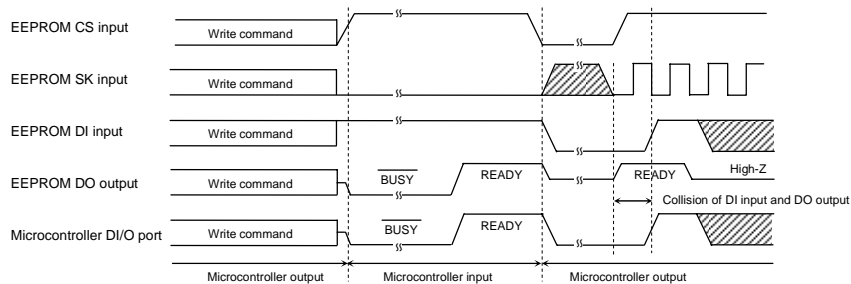 EEPROM CS input
Write command
EEPROM SK input
Write command
EEPROM DI input
Write command
EEPROM DO output
Write command
BUSY
READY
READY
High-Z
Collision of DI input and DO output
Microcontroller DI/O port
Write command
BUSY
READY
Microcontroller output
Microcontroller input
Microcontroller output